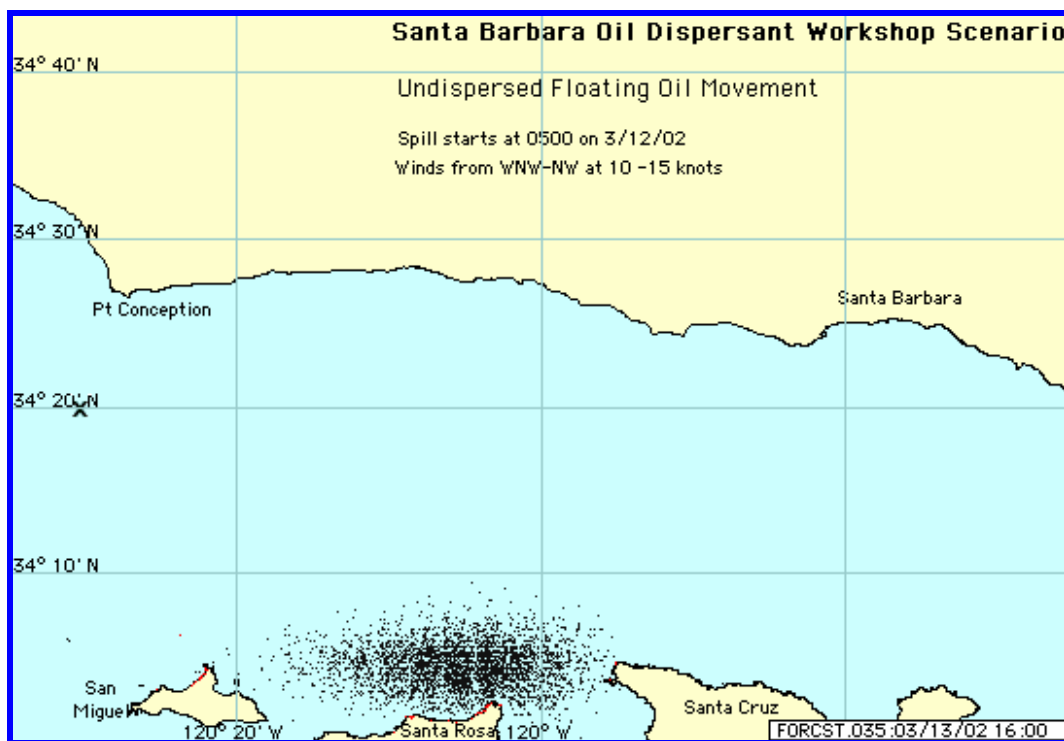 Santa Barbara Oil Dispersant Workshop Scenario
34° 40' N
Undispersed Floating Oil Movement
Spill starts at 0500 on 3/12/02
Winds from WNW-NW at 10 -15 knots
34° 30' N
Pt Conception
Santa Barbara
34° 20' N
34° 10' N
San
Miguel
Santa Cruz
120° 20' W
Santa Rosa
120° W
FORCST.035:03/13/02 16:00